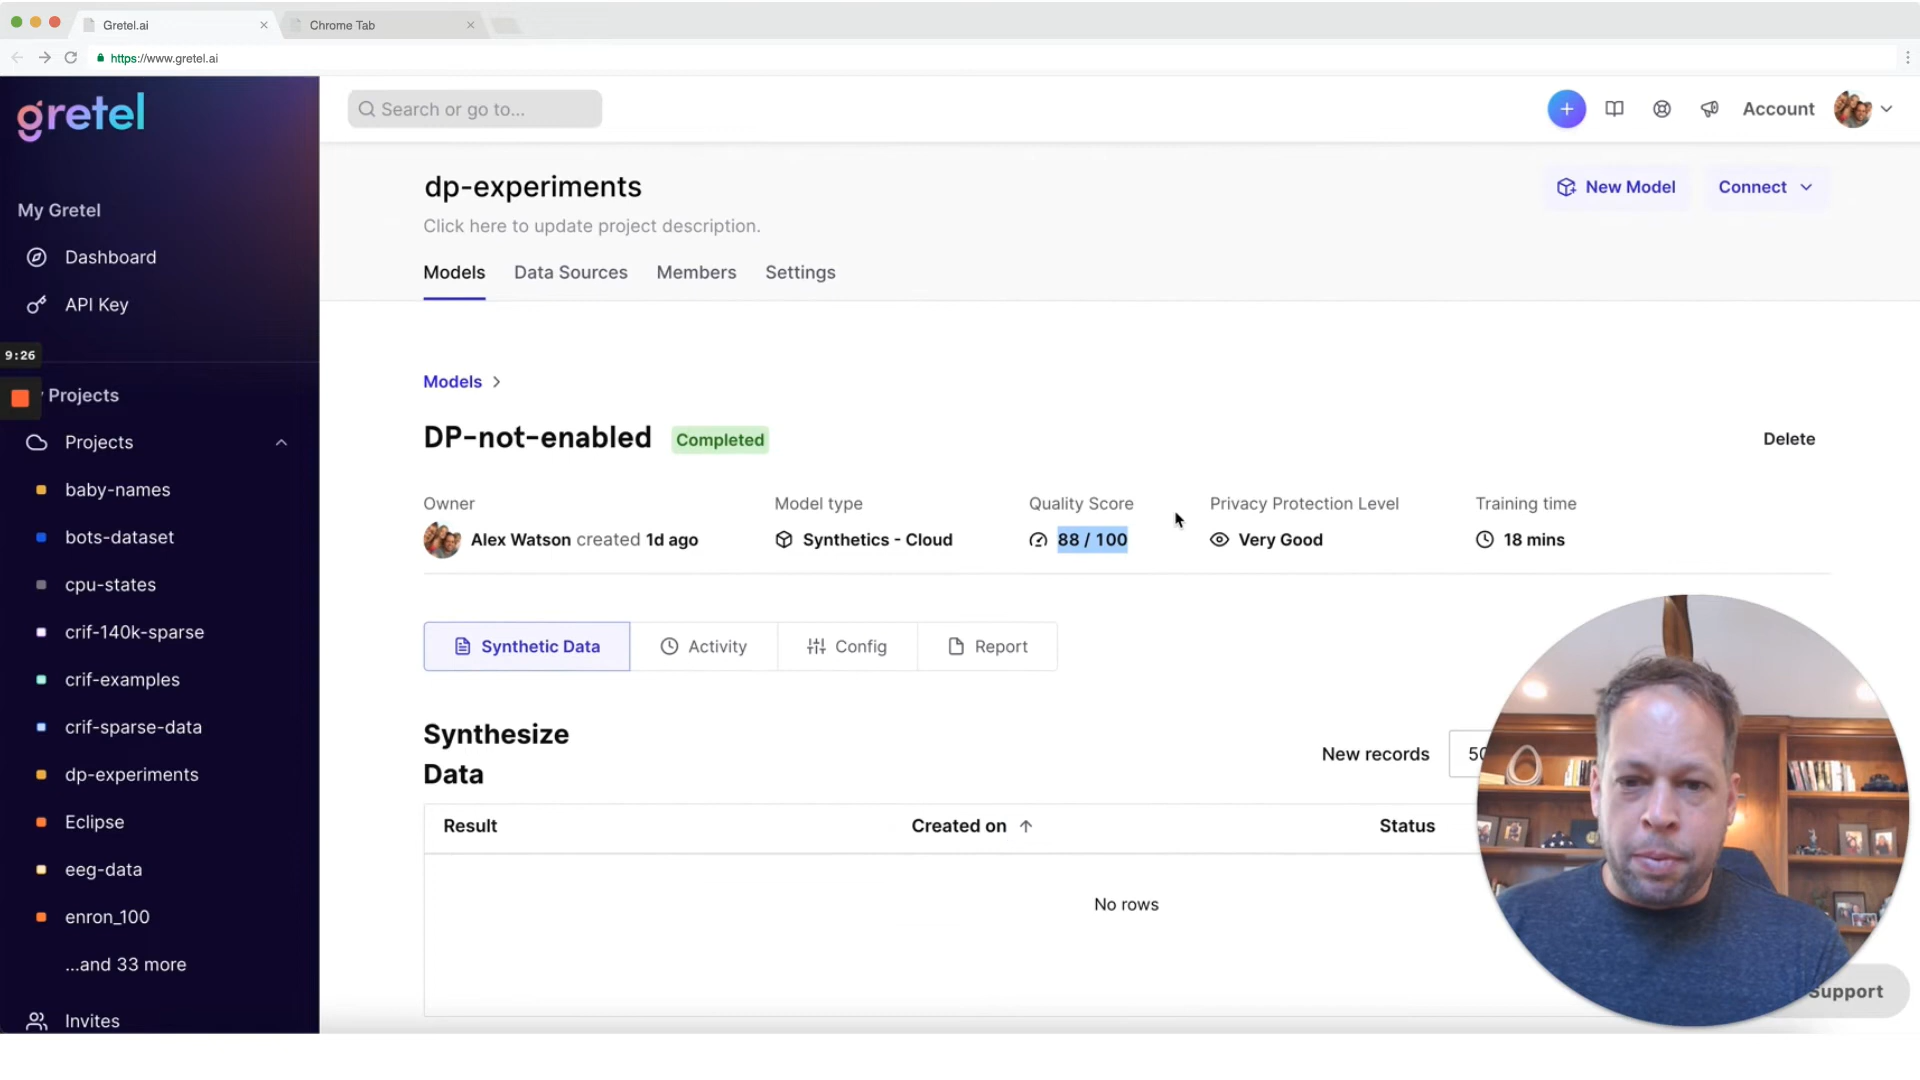 Gretel.ai
Chrome Tab
https://www.gretel.ai
gretel
Search or go to...
Account
My Gretel
Dashboard
API Key
9:26
Projects
Projects
baby-names
bots-dataset
cpu-states
crif-140k-sparse
crif-examples
crif-sparse-data
dp-experiments
Eclipse
eeg-data
enron_100
...and 33 more
Invites
dp-experiments
New Model
Connect
Click here to update project description.
Models
Data Sources
Members
Settings
Models
DP-not-enabled
Completed
Delete
Owner
Model type
Quality Score
Privacy Protection Level
Training time
Alex Watson created 1d ago
Synthetics - Cloud
88 / 100
Very Good
18 mins
Synthetic Data
Activity
Config
Report
Synthesize
Data
New records
Result
Created on
Status
No rows
Support